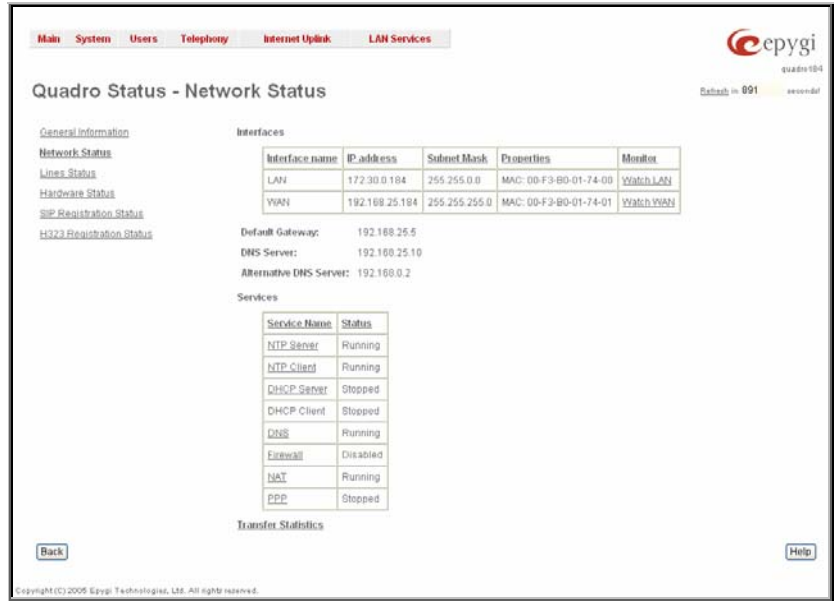 Main System Users Telephony Internet Uplink LAN Services
epygi
quadro184
Quadro Status - Network Status
Refresh in 891 seconds!
General Information
Network Status
Lines Status
Hardware Status
SIP Registration Status
H323 Registration Status
Interfaces
Interface name IP address Subnet Mask Properties Monitor
LAN 172.30.0.184 255.255.0.0 MAC: 00-F3-B0-01-74-00 Watch LAN
WAN 192.168.25.184 255.255.255.0 MAC: 00-F3-B0-01-74-01 Watch WAN
Default Gateway: 192.168.25.5
DNS Server: 192.168.25.10
Alternative DNS Server: 192.168.0.2
Services
Service Name Status
NTP Server Running
NTP Client Running
DHCP Server Stopped
DHCP Client Stopped
DNS Running
Firewall Disabled
NAT Running
PPP Stopped
Transfer Statistics
Back
Help
Copyright (C) 2005 Epygi Technologies, Ltd. All rights reserved.